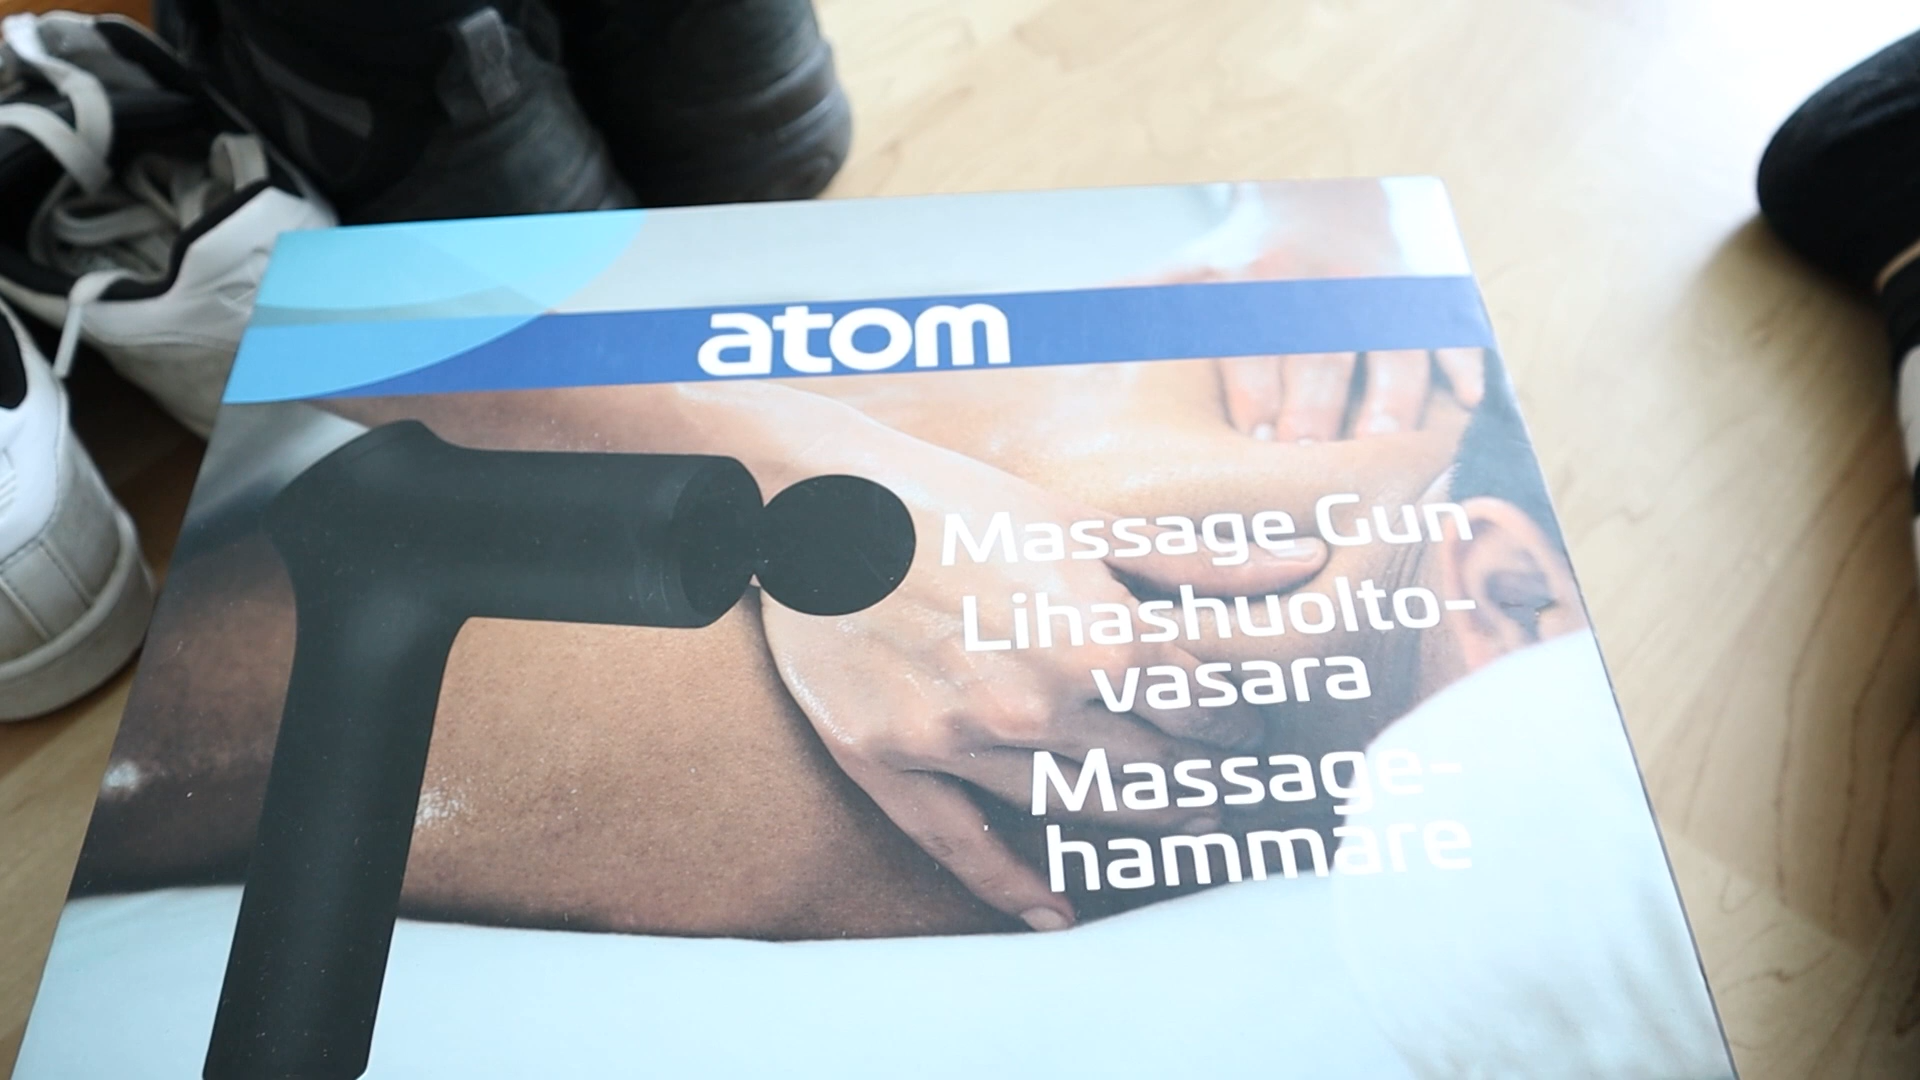 atom
Massage Gun
Lihashuolto-
vasara
Massage-
hammare